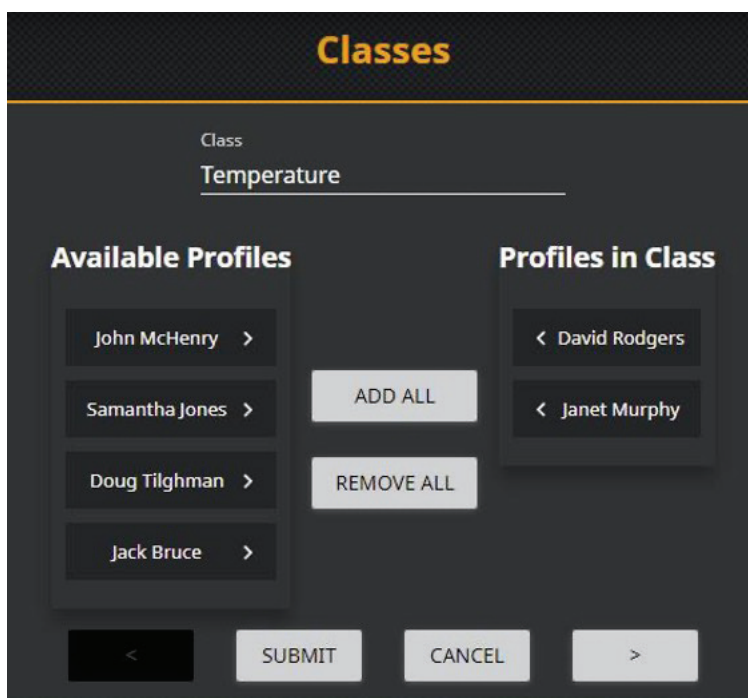 Classes
Class
Temperature
Available Profiles
Profiles in Class
John McHenry >
< David Rodgers
Samantha Jones >
ADD ALL
< Janet Murphy
Doug Tilghman >
REMOVE ALL
Jack Bruce >
< SUBMIT CANCEL >